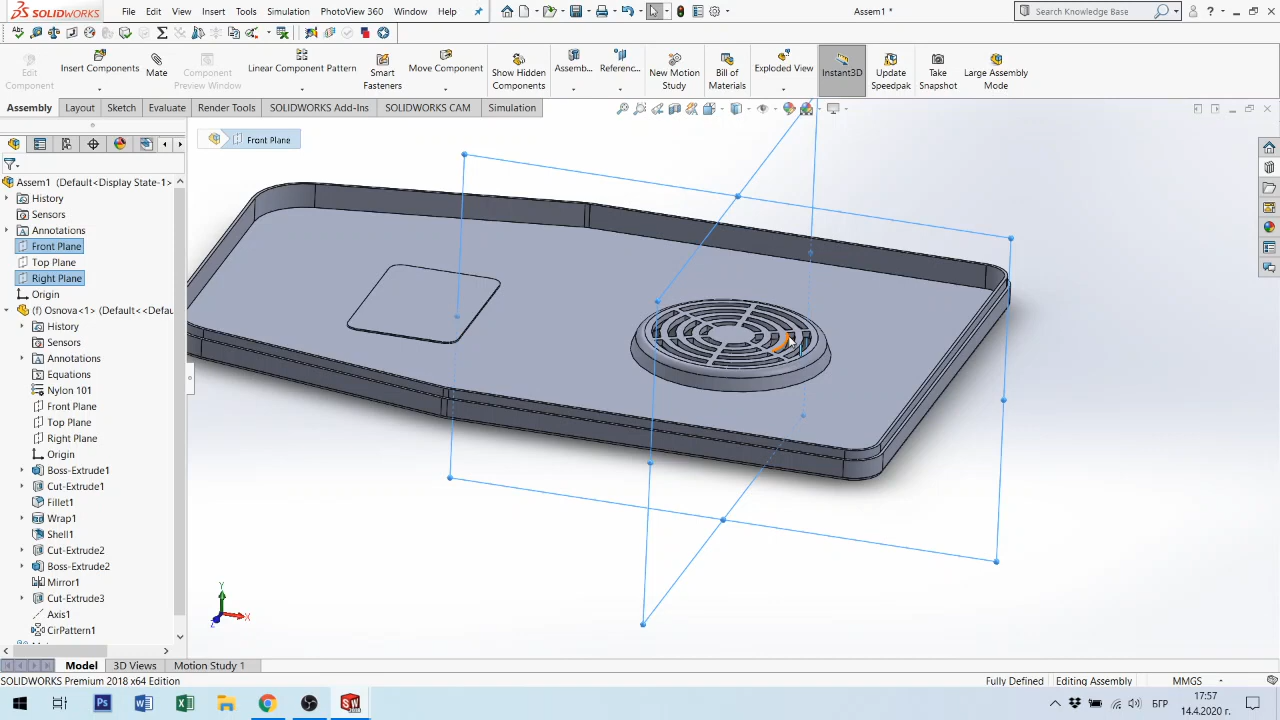 SOLIDWORKS
File Edit View Insert Tools Simulation PhotoView 360 Window Help
Assem1 *
Search Knowledge Base
Edit Component
Insert Components
Mate
Component Preview Window
Linear Component Pattern
Smart Fasteners
Move Component
Show Hidden Components
Assemb...
Referenc...
New Motion Study
Bill of Materials
Exploded View
Instant3D
Update Speedpak
Take Snapshot
Large Assembly Mode
Assembly Layout Sketch Evaluate Render Tools SOLIDWORKS Add-Ins SOLIDWORKS CAM Simulation
Front Plane
Assem1 (Default<Display State-1>
History
Sensors
Annotations
Front Plane
Top Plane
Right Plane
Origin
(f) Osnova<1> (Default<<Defau
History
Sensors
Annotations
Equations
Nylon 101
Front Plane
Top Plane
Right Plane
Origin
Boss-Extrude1
Cut-Extrude1
Fillet1
Wrap1
Shell1
Cut-Extrude2
Boss-Extrude2
Mirror1
Cut-Extrude3
Axis1
CirPattern1
Y
X
Z
Model 3D Views Motion Study 1
SOLIDWORKS Premium 2018 x64 Edition
Fully Defined Editing Assembly MMGS
БГР
17:57
14.4.2020 г.